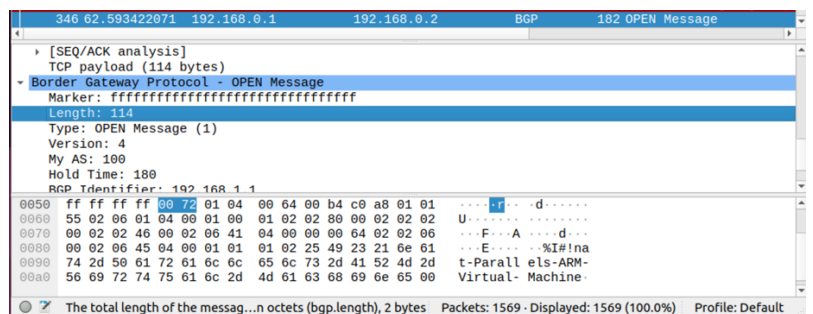 346 62.593422071 192.168.0.1 192.168.0.2 BGP 182 OPEN Message
[SEQ/ACK analysis]
TCP payload (114 bytes)
Border Gateway Protocol - OPEN Message
Marker: ffffffffffffffffffffffffffffffff
Length: 114
Type: OPEN Message (1)
Version: 4
My AS: 100
Hold Time: 180
BGP Identifier: 192.168.1.1
0050 ff ff ff ff 00 72 01 04 00 64 00 b4 c0 a8 01 01 ·····r·· ·d······
0060 55 02 06 01 04 00 01 00 01 02 02 80 00 02 02 02 U······· ········
0070 00 02 02 46 00 02 06 41 04 00 00 00 64 02 02 06 ···F···A ····d···
0080 00 02 06 45 04 00 01 01 01 02 25 49 23 21 6e 61 ···E···· ··%I#!na
0090 74 2d 50 61 72 61 6c 6c 65 6c 73 2d 41 52 4d 2d t-Parall els-ARM-
00a0 56 69 72 74 75 61 6c 2d 4d 61 63 68 69 6e 65 00 Virtual- Machine·
The total length of the messag…n octets (bgp.length), 2 bytes Packets: 1569 · Displayed: 1569 (100.0%) Profile: Default